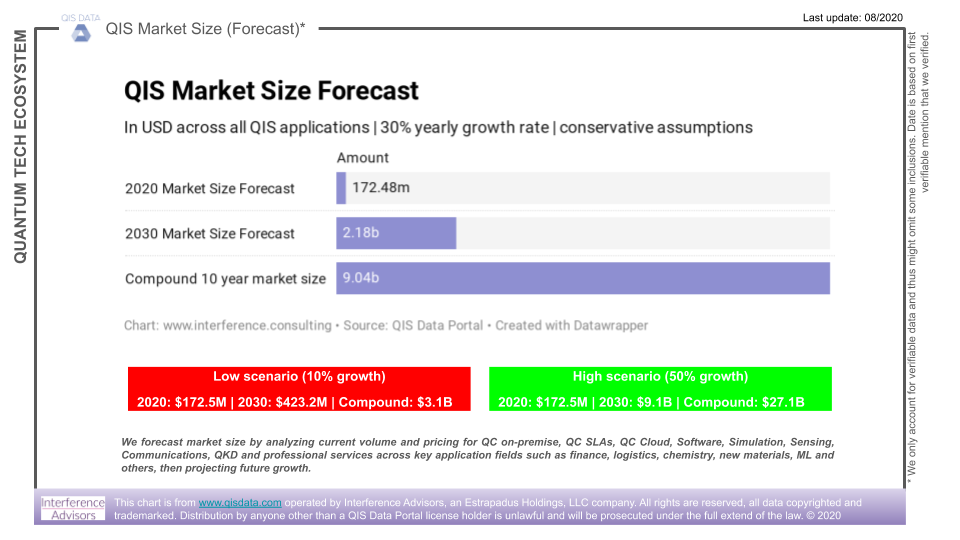 QIS DATA
QIS Market Size (Forecast)*
Last update: 08/2020
QUANTUM TECH ECOSYSTEM
QIS Market Size Forecast
In USD across all QIS applications | 30% yearly growth rate | conservative assumptions
Amount
2020 Market Size Forecast 172.48m
2030 Market Size Forecast 2.18b
Compound 10 year market size 9.04b
Chart: www.interference.consulting • Source: QIS Data Portal • Created with Datawrapper
Low scenario (10% growth)
2020: $172.5M | 2030: $423.2M | Compound: $3.1B
High scenario (50% growth)
2020: $172.5M | 2030: $9.1B | Compound: $27.1B
We forecast market size by analyzing current volume and pricing for QC on-premise, QC SLAs, QC Cloud, Software, Simulation, Sensing,
Communications, QKD and professional services across key application fields such as finance, logistics, chemistry, new materials, ML and
others, then projecting future growth.
* We only account for verifiable data and thus might omit some inclusions. Date is based on first
verifiable mention that we verified.
Interference
Advisors
This chart is from www.qisdata.com operated by Interference Advisors, an Estrapadus Holdings, LLC company. All rights are reserved, all data copyrighted and
trademarked. Distribution by anyone other than a QIS Data Portal license holder is unlawful and will be prosecuted under the full extend of the law. © 2020